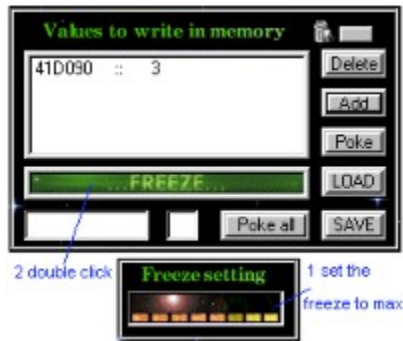 Values to write in memory
41D090 :: 3
Delete
Add
Poke
...FREEZE...
LOAD
Poke all
SAVE
2 double click
Freeze setting
1 set the
freeze to max